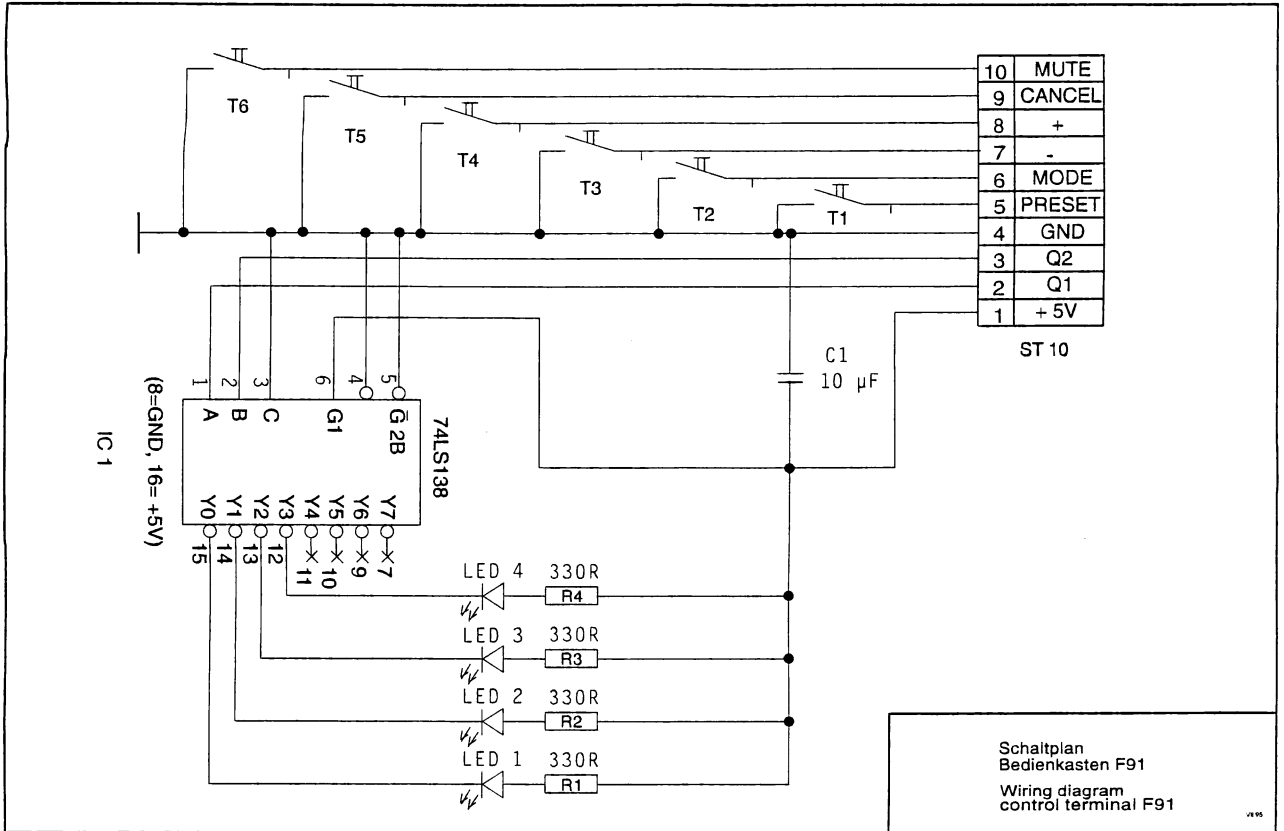 10 MUTE
9 CANCEL
8 +
7 -
6 MODE
5 PRESET
4 GND
3 Q2
2 Q1
1 + 5V
ST 10
T6
T5
T4
T3
T2
T1
C1
10 µF
1 2 3 6 4 5
A B C G1 G̅ 2B
74LS138
IC 1
(8=GND, 16= +5V)
Y0 Y1 Y2 Y3 Y4 Y5 Y6 Y7
15 14 13 12 11 10 9 7
LED 4 330R
R4
LED 3 330R
R3
LED 2 330R
R2
LED 1 330R
R1
Schaltplan
Bedienkasten F91
Wiring diagram
control terminal F91